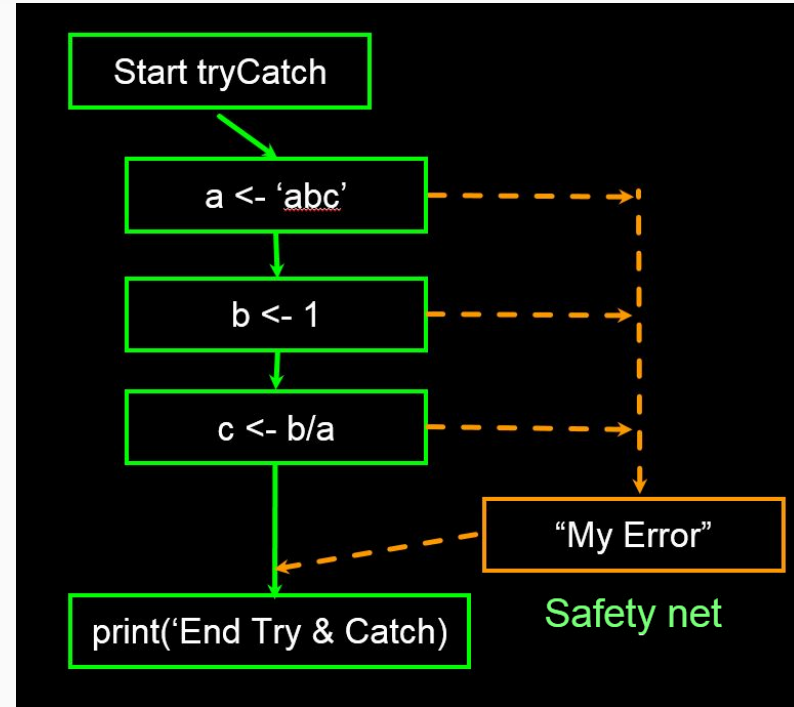 Start tryCatch
a <- ‘abc’
b <- 1
c <- b/a
“My Error”
Safety net
print(‘End Try & Catch)